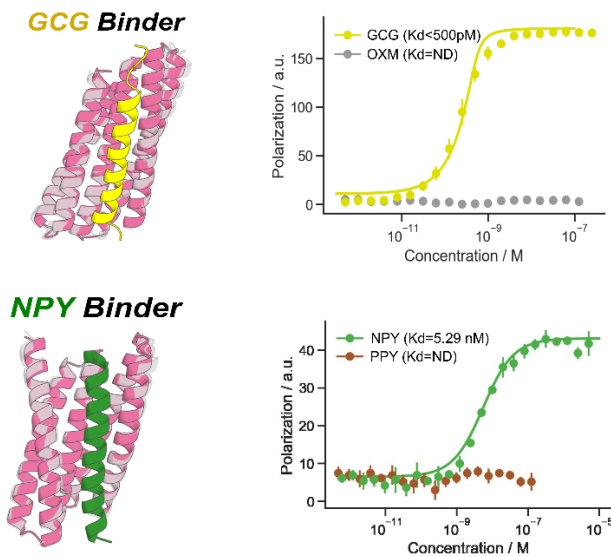 GCG Binder
GCG (Kd<500pM)
OXM (Kd=ND)
Polarization / a.u.
150
100
50
0
10⁻¹¹ 10⁻⁹ 10⁻⁷
Concentration / M
NPY Binder
NPY (Kd=5.29 nM)
PPY (Kd=ND)
Polarization / a.u.
40
30
20
10
0
10⁻¹¹ 10⁻⁹ 10⁻⁷ 10⁻⁵
Concentration / M